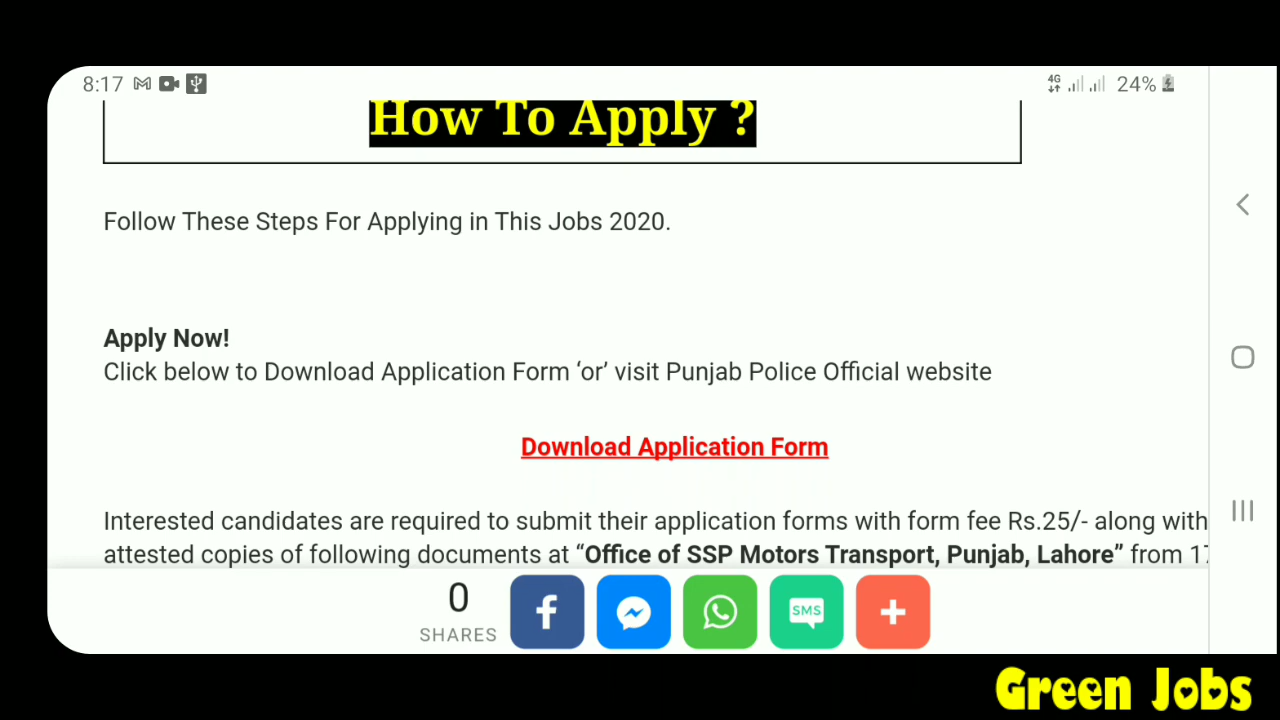 8:17
4G 24%
How To Apply ?
Follow These Steps For Applying in This Jobs 2020.
Apply Now!
Click below to Download Application Form ‘or’ visit Punjab Police Official website
Download Application Form
Interested candidates are required to submit their application forms with form fee Rs.25/- along with
attested copies of following documents at “Office of SSP Motors Transport, Punjab, Lahore” from
0
SHARES
SMS
Green Jobs